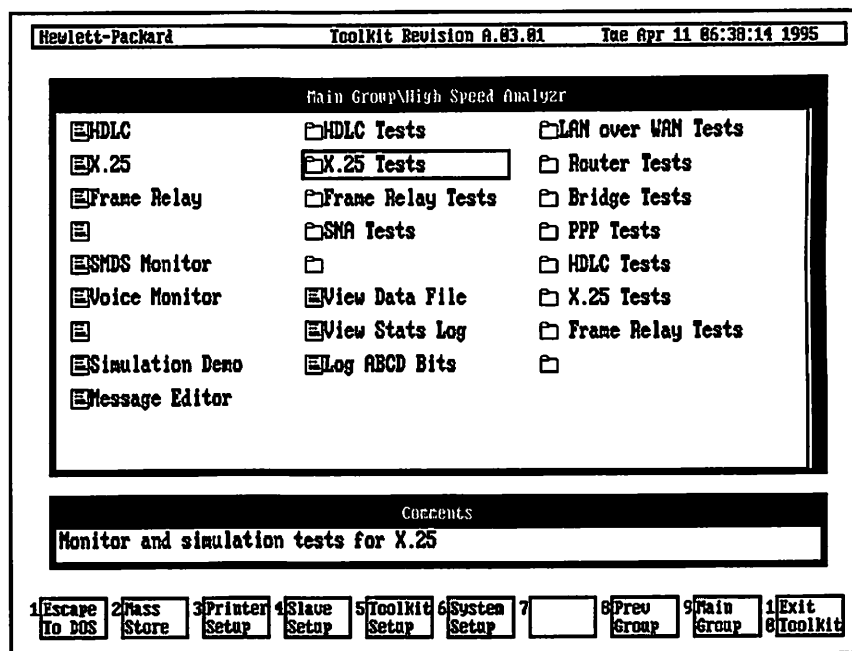 Hewlett-Packard Toolkit Revision A.03.01 Tue Apr 11 06:38:14 1995
Main Group\High Speed Analyzr
HDLC HDLC Tests LAN over WAN Tests
X.25 X.25 Tests Router Tests
Frame Relay Frame Relay Tests Bridge Tests
SNA Tests PPP Tests
SMDS Monitor HDLC Tests
Voice Monitor View Data File X.25 Tests
View Stats Log Frame Relay Tests
Simulation Demo Log ABCD Bits
Message Editor
Comments
Monitor and simulation tests for X.25
1 Escape 2 Mass 3 Printer 4 Slave 5 Toolkit 6 System 7 8 Prev 9 Main 1 Exit
To DOS Store Setup Setup Setup Setup Group Group 0 Toolkit